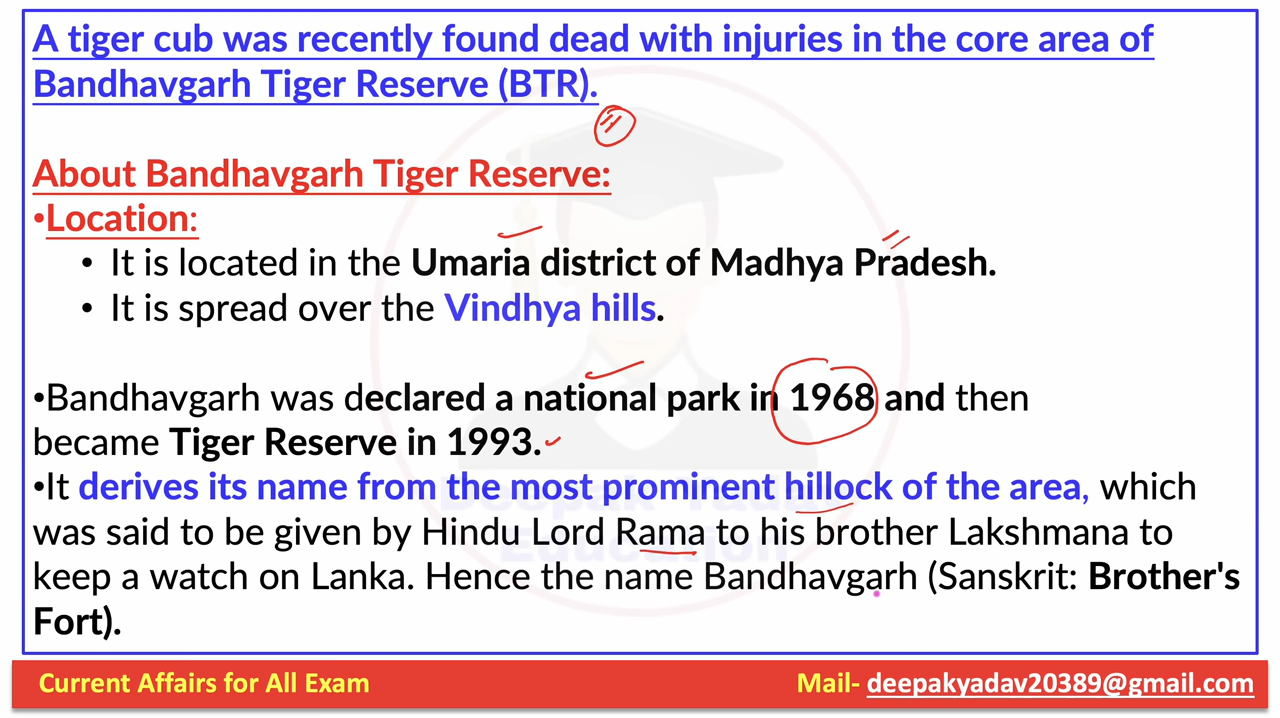 A tiger cub was recently found dead with injuries in the core area of
Bandhavgarh Tiger Reserve (BTR).
About Bandhavgarh Tiger Reserve:
•Location:
• It is located in the Umaria district of Madhya Pradesh.
• It is spread over the Vindhya hills.
•Bandhavgarh was declared a national park in 1968 and then
became Tiger Reserve in 1993.
•It derives its name from the most prominent hillock of the area, which
was said to be given by Hindu Lord Rama to his brother Lakshmana to
keep a watch on Lanka. Hence the name Bandhavgarh (Sanskrit: Brother's
Fort).
Current Affairs for All Exam
Mail- deepakyadav20389@gmail.com